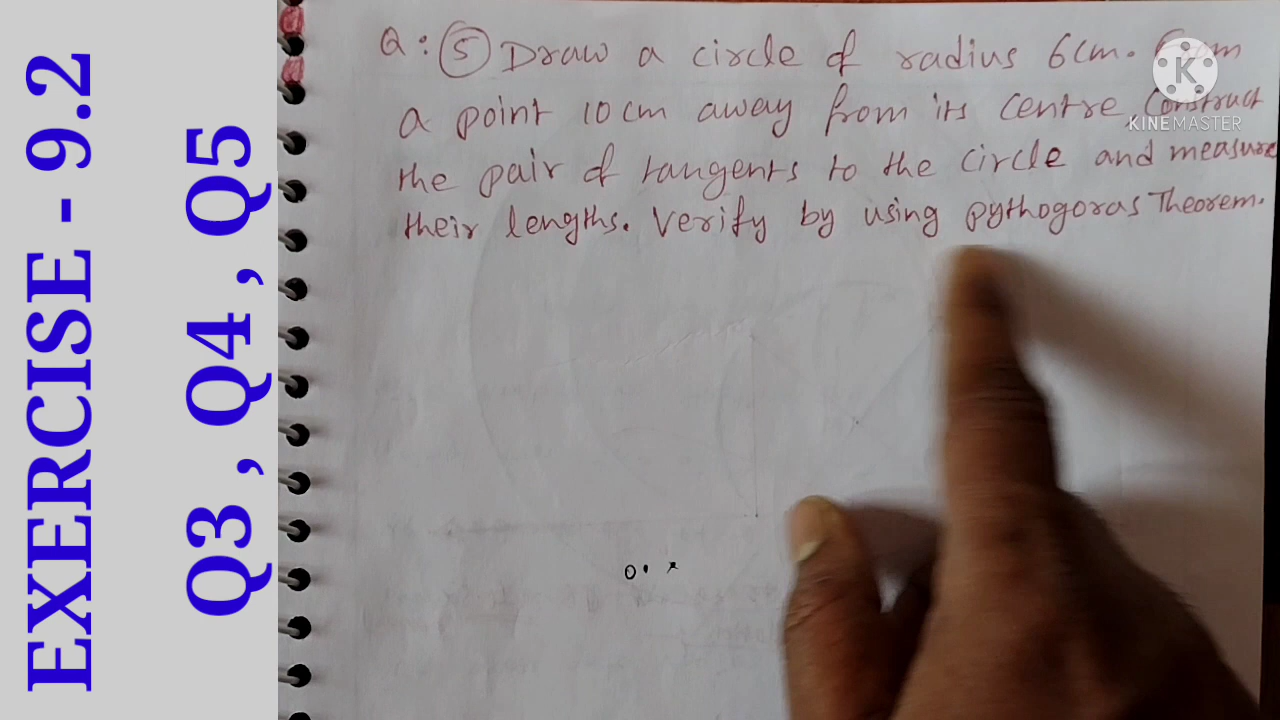 EXERCISE - 9.2
Q3 , Q4 , Q5
Q : 5 Draw a circle of radius 6cm. From
a point 10cm away from its centre, Construct
the pair of tangents to the circle and measure
their lengths. Verify by using pythogoras Theorem.
K
KINEMASTER
O